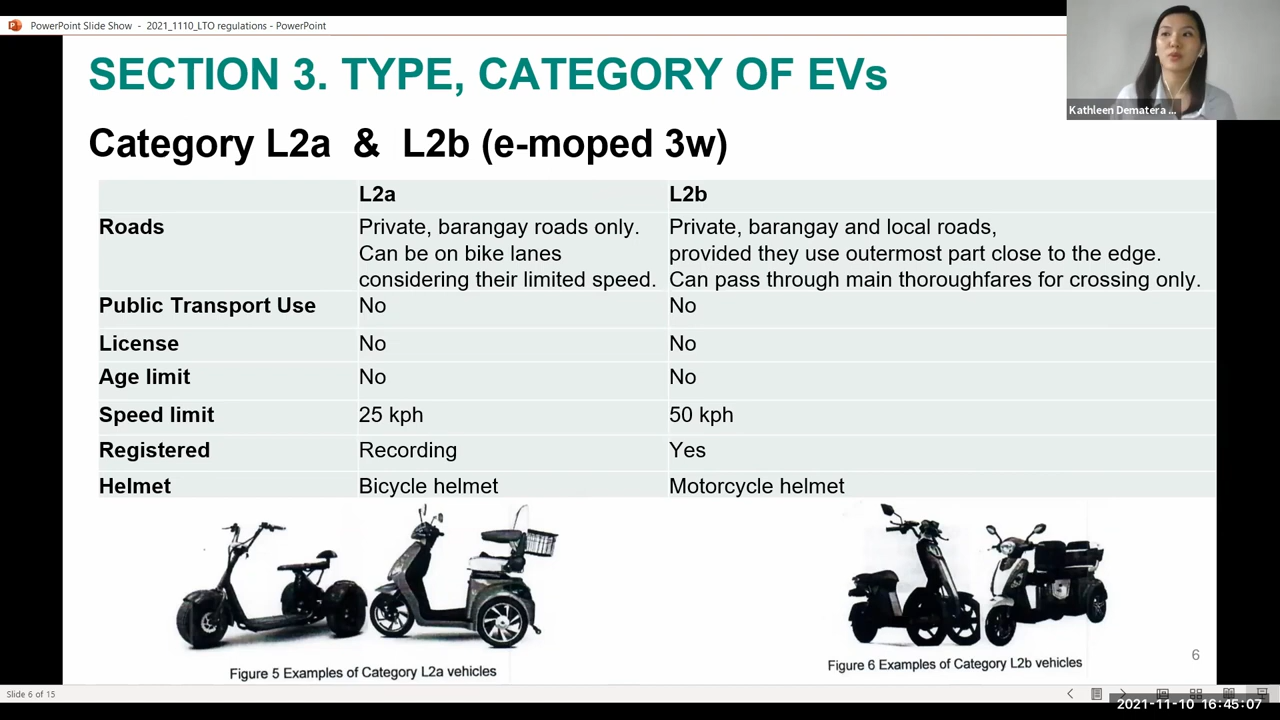 PowerPoint Slide Show - 2021_1110_LTO regulations - PowerPoint
Kathleen Dematera ...
SECTION 3. TYPE, CATEGORY OF EVs
Category L2a & L2b (e-moped 3w)
L2a L2b
Roads Private, barangay roads only. Private, barangay and local roads,
Can be on bike lanes provided they use outermost part close to the edge.
considering their limited speed. Can pass through main thoroughfares for crossing only.
Public Transport Use No No
License No No
Age limit No No
Speed limit 25 kph 50 kph
Registered Recording Yes
Helmet Bicycle helmet Motorcycle helmet
Figure 5 Examples of Category L2a vehicles
Figure 6 Examples of Category L2b vehicles
6
Slide 6 of 15
2021-11-10 16:45:07